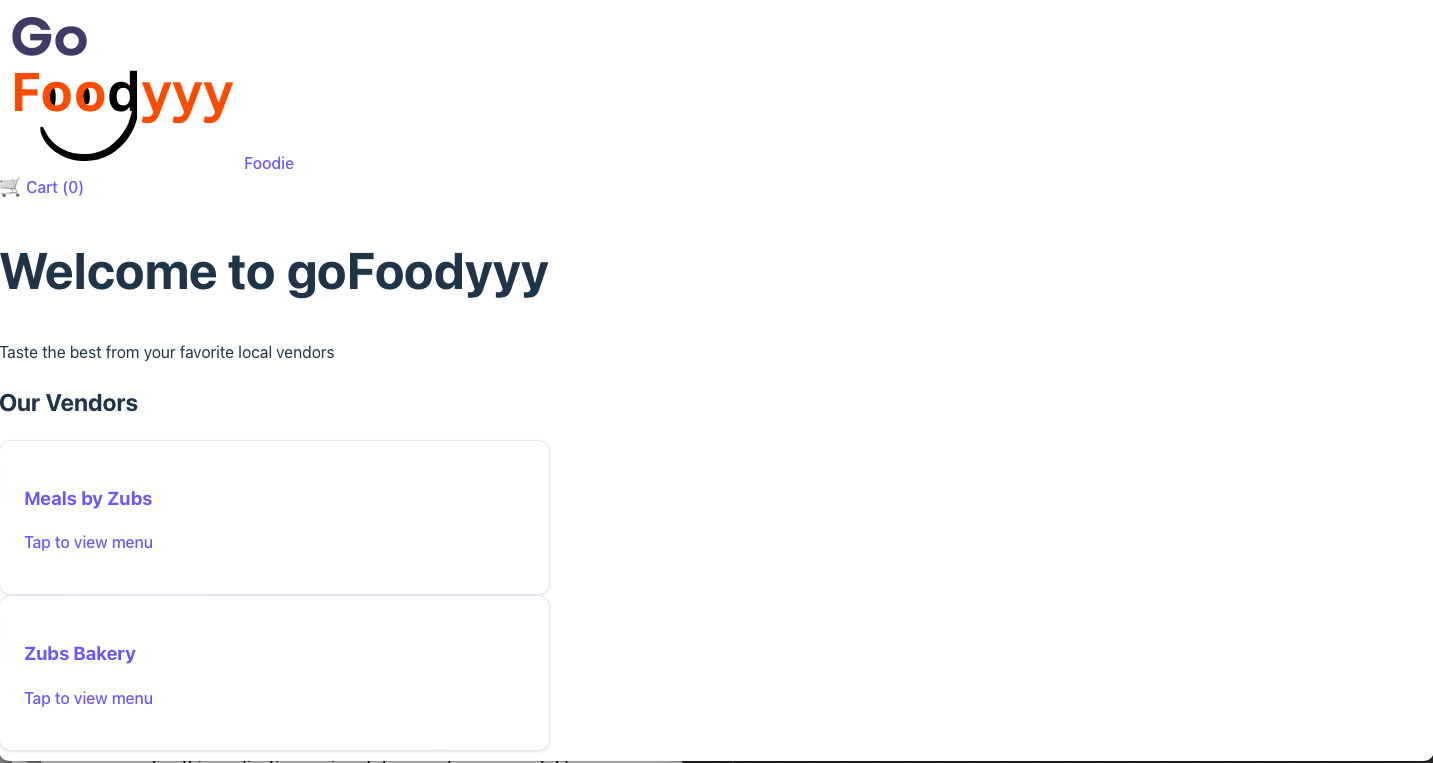 Go
Foodyyy
Foodie
Cart (0)
Welcome to goFoodyyy
Taste the best from your favorite local vendors
Our Vendors
Meals by Zubs
Tap to view menu
Zubs Bakery
Tap to view menu